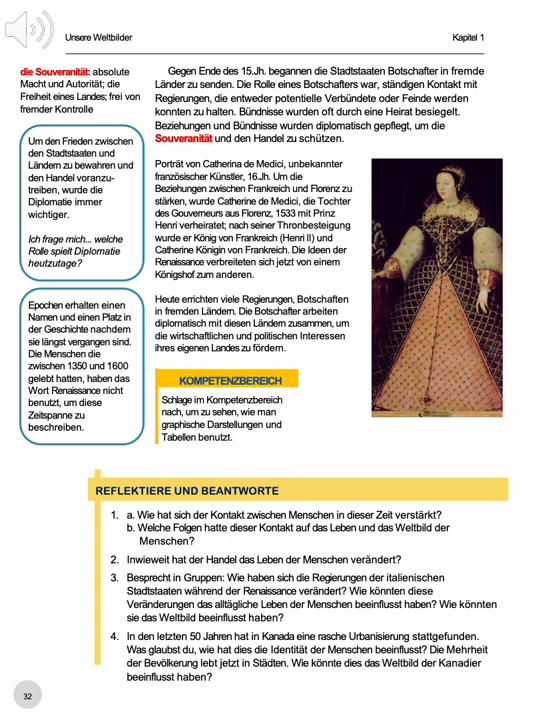 Unsere Weltbilder
Kapitel 1
die Souveranität: absolute
Macht und Autorität; die
Freiheit eines Landes; frei von
fremder Kontrolle
Um den Frieden zwischen
den Stadtstaaten und
Ländern zu bewahren und
den Handel voranzu-
treiben, wurde die
Diplomatie immer
wichtiger.
Ich frage mich... welche
Rolle spielt Diplomatie
heutzutage?
Epochen erhalten einen
Namen und einen Platz in
der Geschichte nachdem
sie längst vergangen sind.
Die Menschen die
zwischen 1350 und 1600
gelebt hatten, haben das
Wort Renaissance nicht
benutzt, um diese
Zeitspanne zu
beschreiben.
Gegen Ende des 15.Jh. begannen die Stadtstaaten Botschafter in fremde
Länder zu senden. Die Rolle eines Botschafters war, ständigen Kontakt mit
Regierungen, die entweder potentielle Verbündete oder Feinde werden
konnten zu halten. Bündnisse wurden oft durch eine Heirat besiegelt.
Beziehungen und Bündnisse wurden diplomatisch gepflegt, um die
Souveranität und den Handel zu schützen.
Porträt von Catherina de Medici, unbekannter
französischer Künstler, 16.Jh. Um die
Beziehungen zwischen Frankreich und Florenz zu
stärken, wurde Catherine de Medici, die Tochter
des Gouverneurs aus Florenz, 1533 mit Prinz
Henri verheiratet; nach seiner Thronbesteigung
wurde er König von Frankreich (Henri II) und
Catherine Königin von Frankreich. Die Ideen der
Renaissance verbreiteten sich jetzt von einem
Königshof zum anderen.
Heute errichten viele Regierungen, Botschaften
in fremden Ländern. Die Botschafter arbeiten
diplomatisch mit diesen Ländern zusammen, um
die wirtschaftlichen und politischen Interessen
ihres eigenen Landes zu fördern.
KOMPETENZBEREICH
Schlage im Kompetenzbereich
nach, um zu sehen, wie man
graphische Darstellungen und
Tabellen benutzt.
REFLEKTIERE UND BEANTWORTE
1. a. Wie hat sich der Kontakt zwischen Menschen in dieser Zeit verstärkt?
b. Welche Folgen hatte dieser Kontakt auf das Leben und das Weltbild der
Menschen?
2. Inwieweit hat der Handel das Leben der Menschen verändert?
3. Besprecht in Gruppen: Wie haben sich die Regierungen der italienischen
Stadtstaaten während der Renaissance verändert? Wie könnten diese
Veränderungen das alltägliche Leben der Menschen beeinflusst haben? Wie könnten
sie das Weltbild beeinflusst haben?
4. In den letzten 50 Jahren hat in Kanada eine rasche Urbanisierung stattgefunden.
Was glaubst du, wie hat dies die Identität der Menschen beeinflusst? Die Mehrheit
der Bevölkerung lebt jetzt in Städten. Wie könnte dies das Weltbild der Kanadier
beeinflusst haben?
32